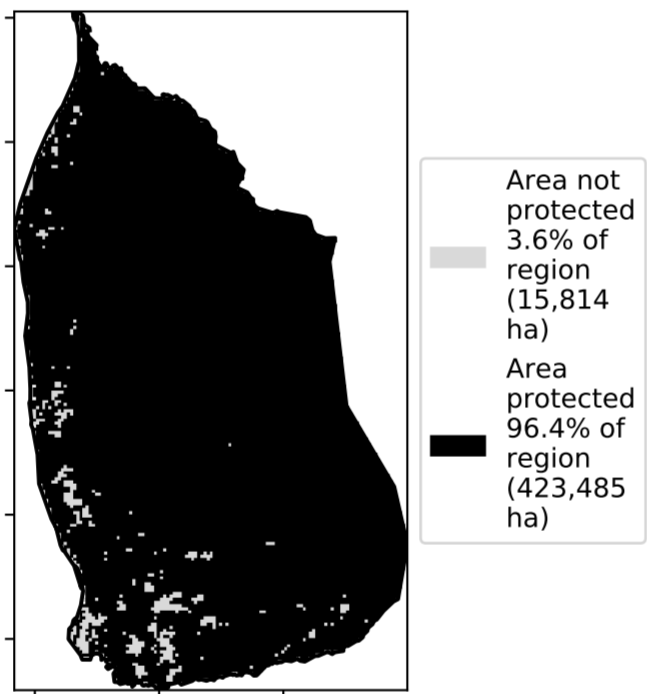 Area not
protected
3.6% of
region
(15,814
ha)
Area
protected
96.4% of
region
(423,485
ha)